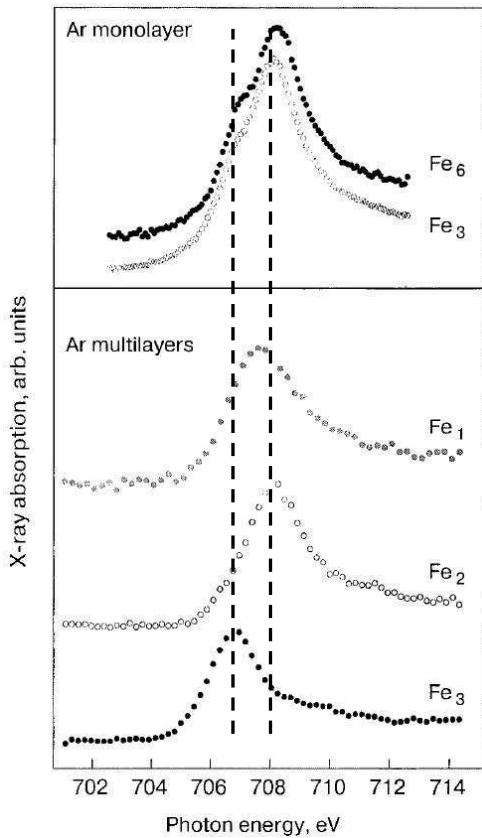 Ar monolayer
Fe6
Fe3
Ar multilayers
Fe1
Fe2
Fe3
X-ray absorption, arb. units
702 704 706 708 710 712 714
Photon energy, eV